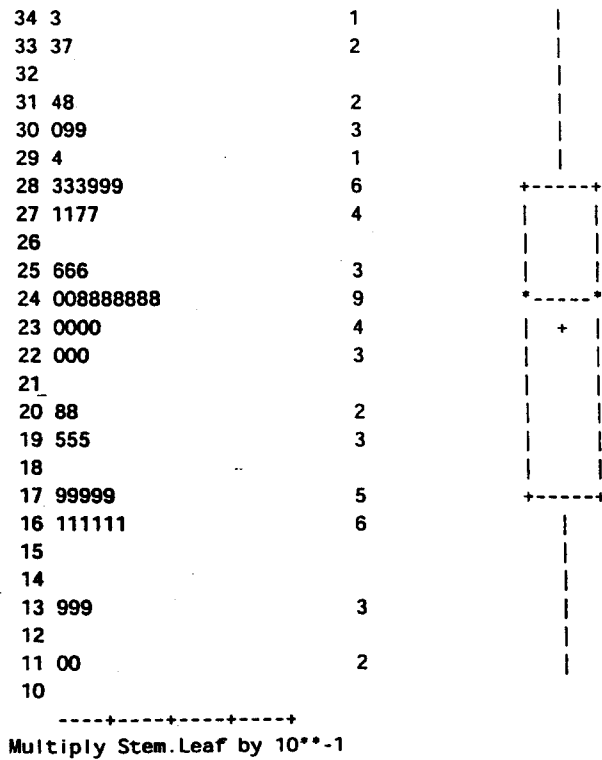 34 3 1 |
33 37 2 |
32 |
31 48 2 |
30 099 3 |
29 4 1 |
28 333999 6 +-----+
27 1177 4 | |
26 | |
25 666 3 | |
24 008888888 9 *-----*
23 0000 4 | + |
22 000 3 | |
21 | |
20 88 2 | |
19 555 3 | |
18 | |
17 99999 5 +-----+
16 111111 6 |
15 |
14 |
13 999 3 |
12 |
11 00 2 |
10
----+----+----+----+
Multiply Stem.Leaf by 10**-1